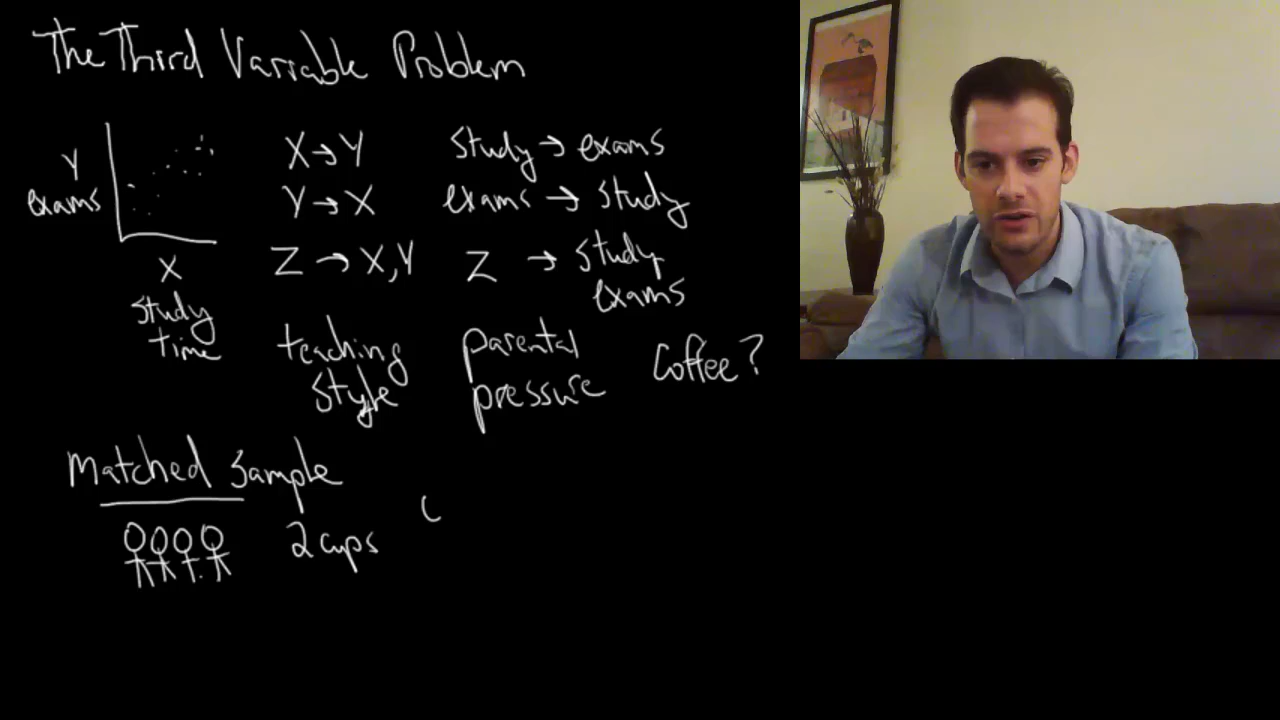 The Third Variable Problem
Y
exams
X
study
time
X → Y
study → exams
Y → X
exams → study
Z → X,Y
Z → study
exams
teaching
style
parental
pressure
Coffee?
Matched Sample
2 cups
(